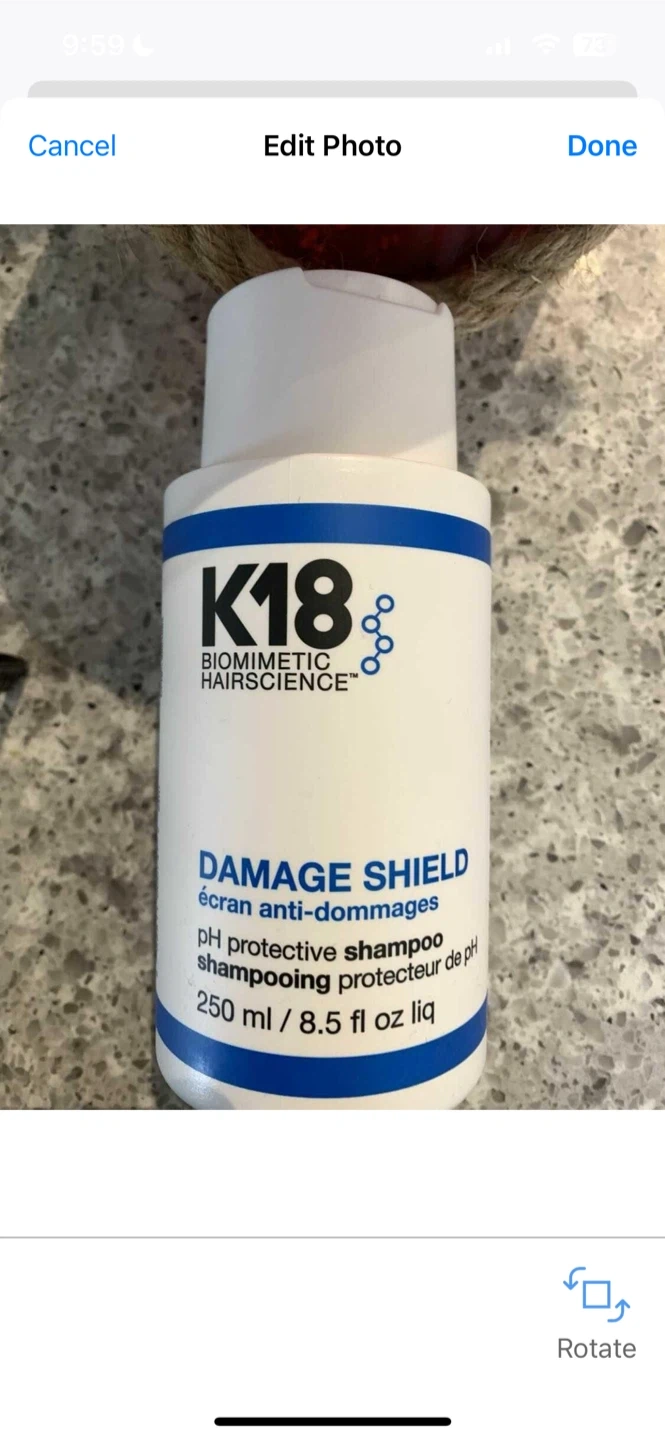 9:59
73
Cancel Edit Photo Done
K18
BIOMIMETIC
HAIRSCIENCE™
DAMAGE SHIELD
écran anti-dommages
pH protective shampoo
shampooing protecteur de pH
250 ml / 8.5 fl oz liq
Rotate